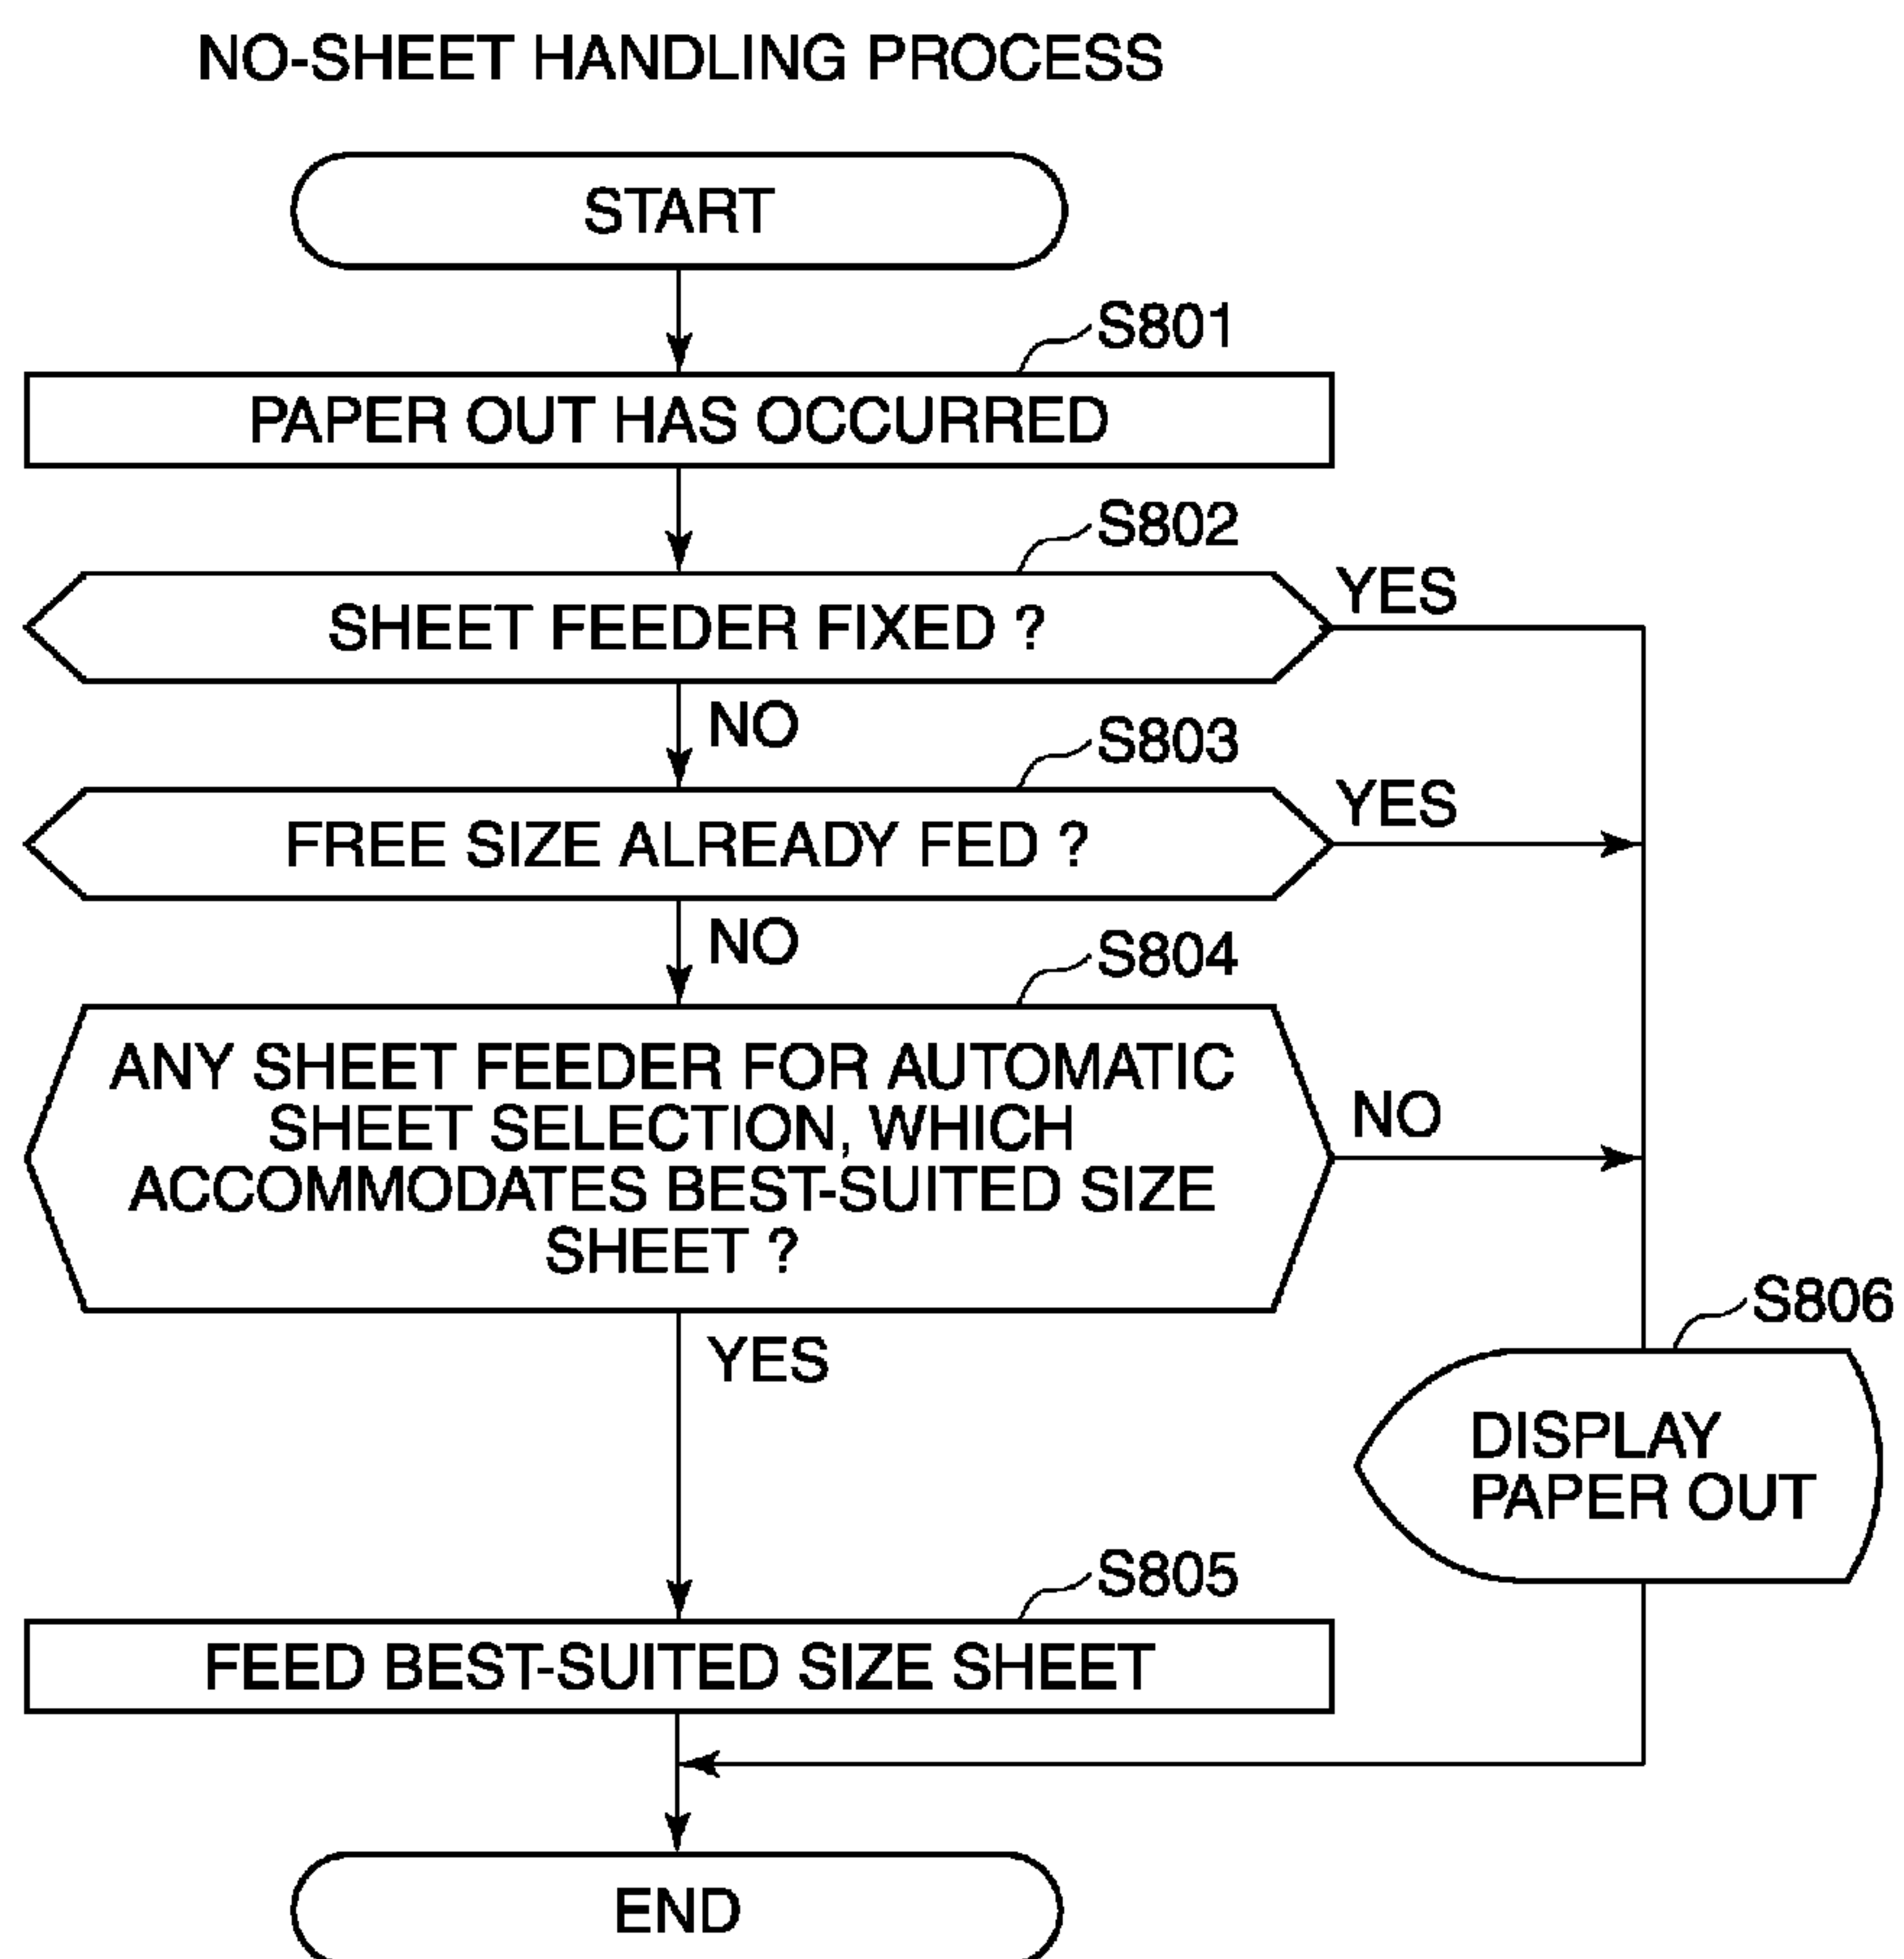 NO-SHEET HANDLING PROCESS
START
S801
PAPER OUT HAS OCCURRED
S802
SHEET FEEDER FIXED ?
YES
NO
S803
FREE SIZE ALREADY FED ?
YES
NO
S804
ANY SHEET FEEDER FOR AUTOMATIC
SHEET SELECTION, WHICH
ACCOMMODATES BEST-SUITED SIZE
SHEET ?
NO
YES
S806
DISPLAY
PAPER OUT
S805
FEED BEST-SUITED SIZE SHEET
END